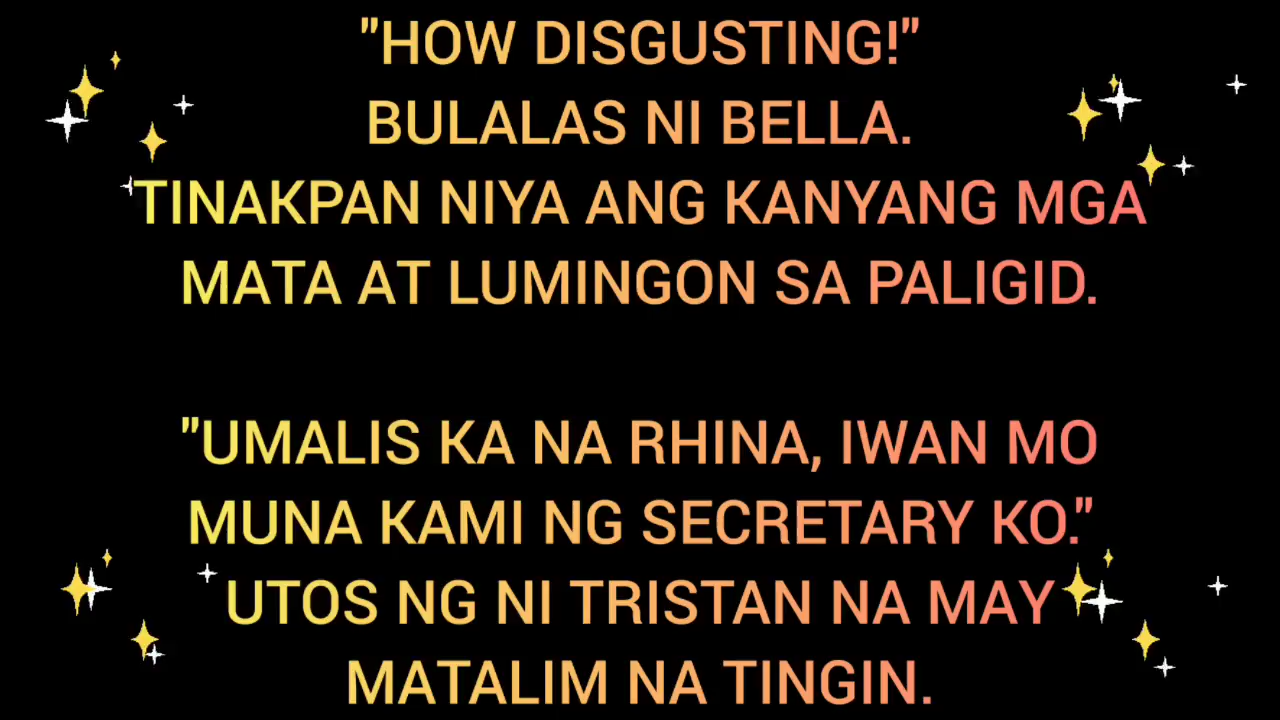 "HOW DISGUSTING!"
BULALAS NI BELLA.
TINAKPAN NIYA ANG KANYANG MGA
MATA AT LUMINGON SA PALIGID.
"UMALIS KA NA RHINA, IWAN MO
MUNA KAMI NG SECRETARY KO."
UTOS NG NI TRISTAN NA MAY
MATALIM NA TINGIN.